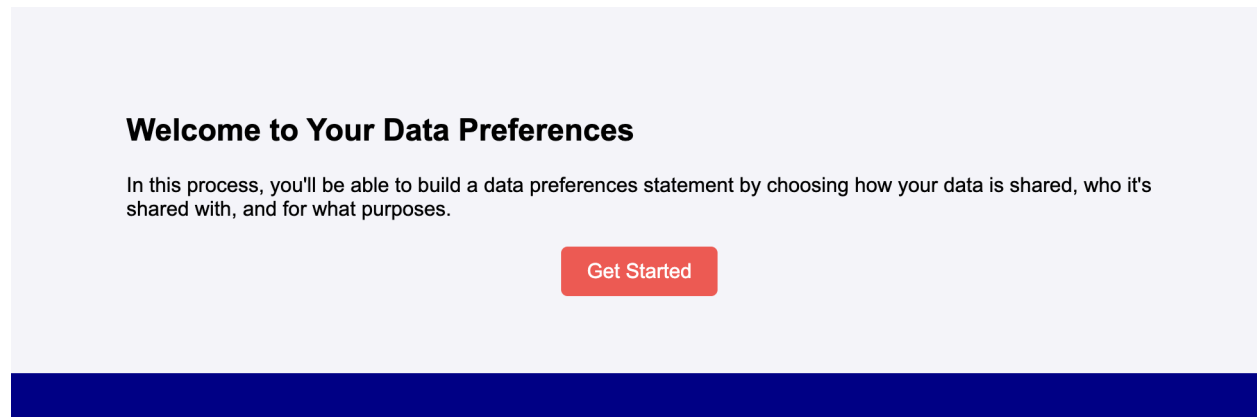 Welcome to Your Data Preferences
In this process, you'll be able to build a data preferences statement by choosing how your data is shared, who it's
shared with, and for what purposes.
Get Started